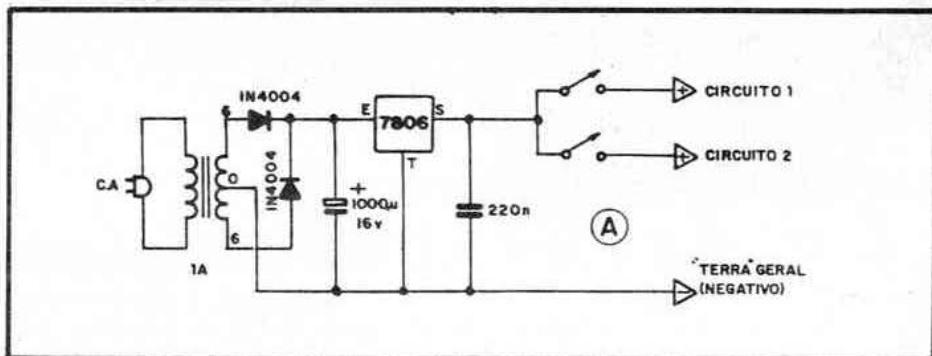 1N4004
6
E
7806
S
CIRCUITO 1
T
C.A
0
1N4004
+
1000µ
16v
220n
CIRCUITO 2
A
6
1A
"TERRA" GERAL
(NEGATIVO)